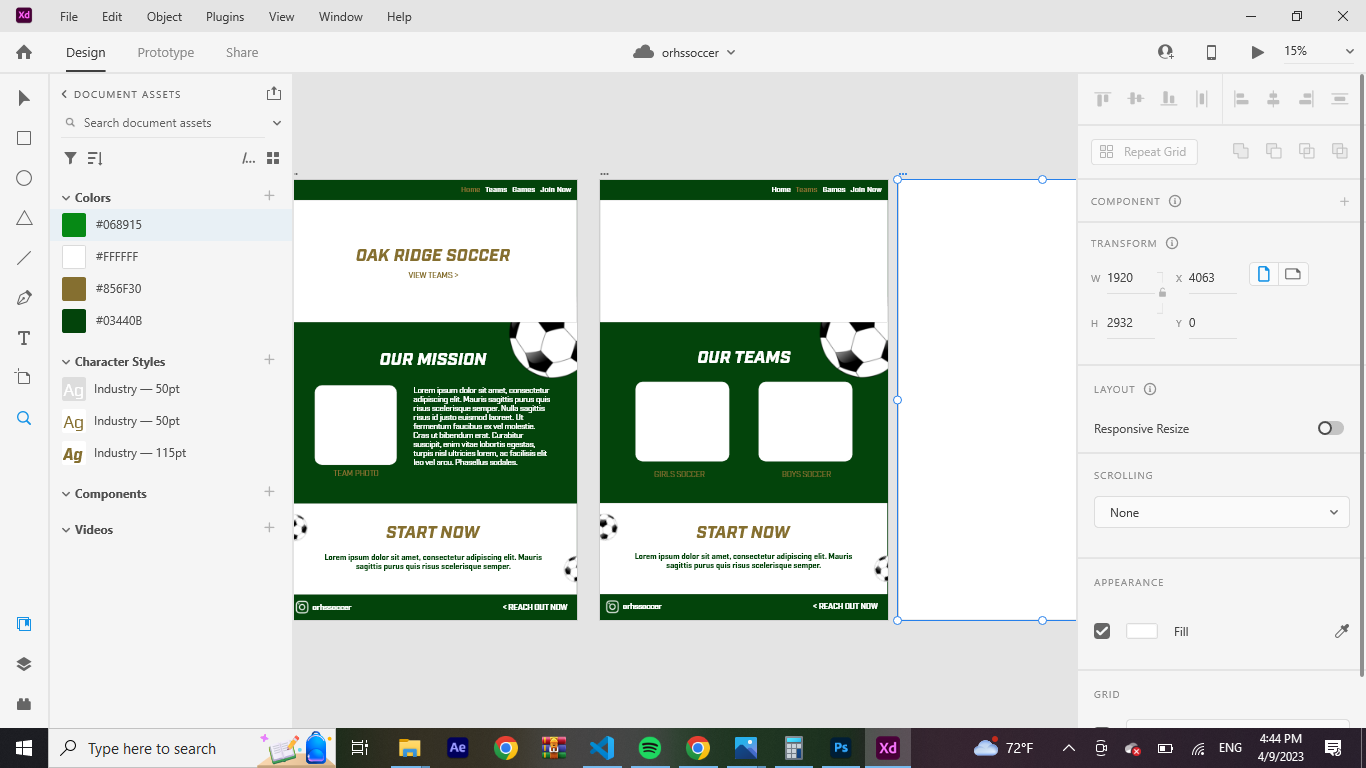 Xd File Edit Object Plugins View Window Help
Design Prototype Share
orhssoccer
15%
DOCUMENT ASSETS
Search document assets
/...
Colors
#068915
#FFFFFF
#856F30
#03440B
Character Styles
Ag Industry — 50pt
Ag Industry — 50pt
Ag Industry — 115pt
Components
Videos
Home Teams Games Join Now
OAK RIDGE SOCCER
VIEW TEAMS >
OUR MISSION
Lorem ipsum dolor sit amet, consectetur
adipiscing elit. Mauris sagittis purus quis
risus scelerisque semper. Nulla sagittis
risus id justo euismod laoreet. Ut
fermentum faucibus ex vel molestie.
Cras ut bibendum erat. Curabitur
suscipit, enim vitae lobortis egestas,
turpis nisl ultricies lorem, ac facilisis elit
leo vel arcu. Phasellus sodales.
TEAM PHOTO
START NOW
Lorem ipsum dolor sit amet, consectetur adipiscing elit. Mauris
sagittis purus quis risus scelerisque semper.
orhssoccer
< REACH OUT NOW
...
Home Teams Games Join Now
OUR TEAMS
GIRLS SOCCER
BOYS SOCCER
START NOW
Lorem ipsum dolor sit amet, consectetur adipiscing elit. Mauris
sagittis purus quis risus scelerisque semper.
orhssoccer
< REACH OUT NOW
...
Repeat Grid
COMPONENT
TRANSFORM
W 1920 X 4063
H 2932 Y 0
LAYOUT
Responsive Resize
SCROLLING
None
APPEARANCE
Fill
GRID
Type here to search
Ae
Ps
Xd
72°F
ENG
4:44 PM
4/9/2023
5